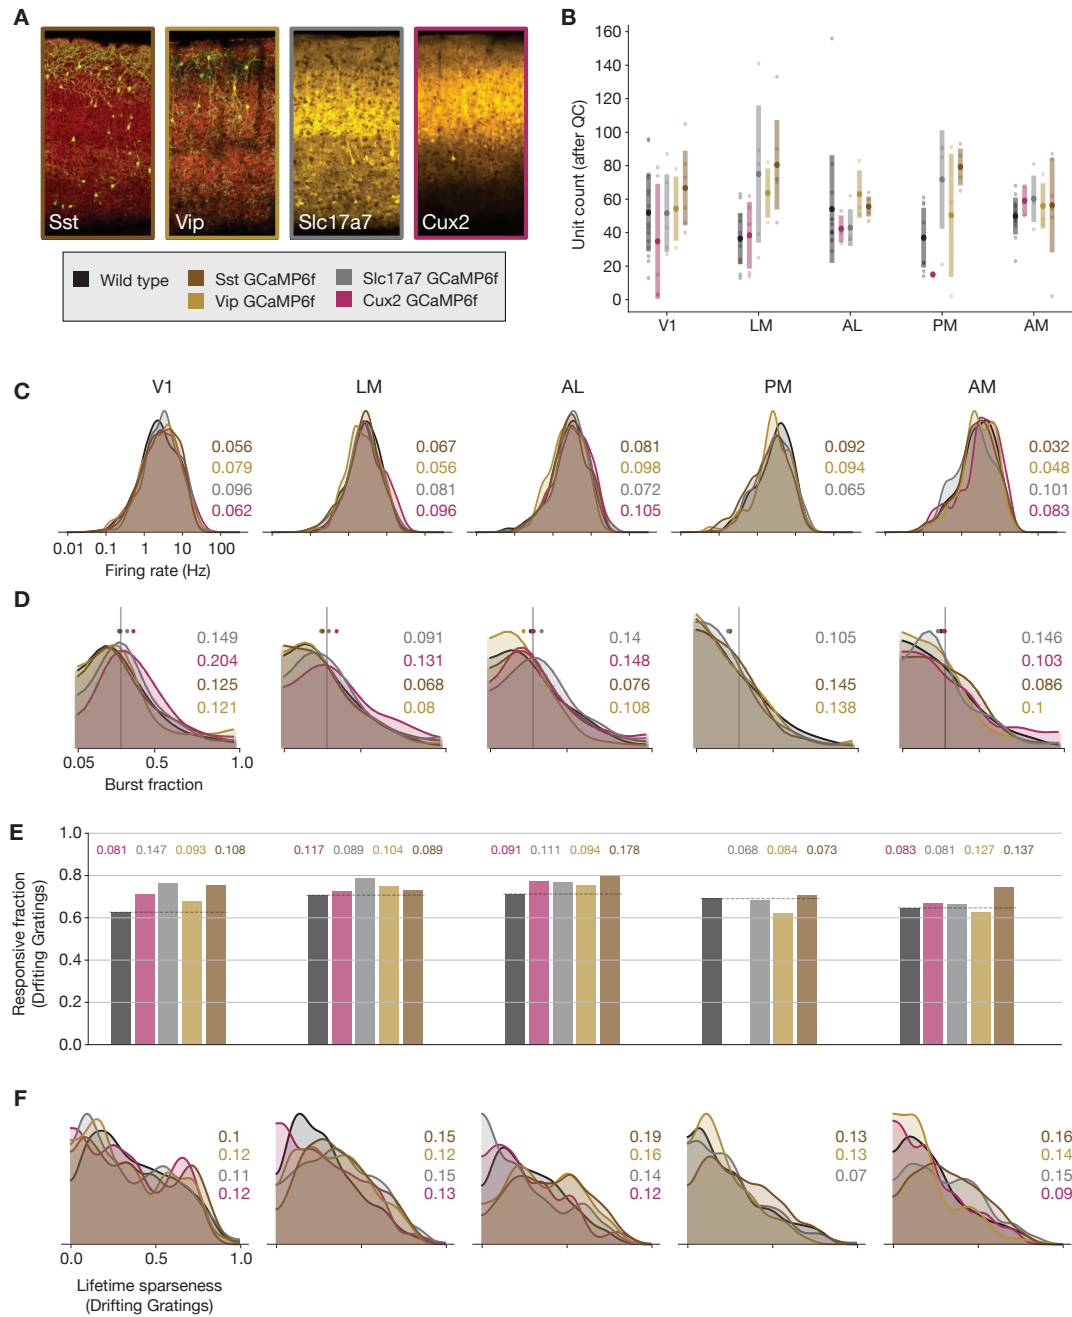 A
Sst
Vip
Slc17a7
Cux2
Wild type
Sst GCaMP6f
Slc17a7 GCaMP6f
Vip GCaMP6f
Cux2 GCaMP6f
B
Unit count (after QC)
160
140
120
100
80
60
40
20
0
V1 LM AL PM AM
C
V1 LM AL PM AM
0.056 0.067 0.081 0.092 0.032
0.079 0.056 0.098 0.094 0.048
0.096 0.081 0.072 0.065 0.101
0.062 0.096 0.105 0.083
0.01 0.1 1 10 100
Firing rate (Hz)
D
0.149 0.091 0.14 0.105 0.146
0.204 0.131 0.148 0.103
0.125 0.068 0.076 0.145 0.086
0.121 0.08 0.108 0.138 0.1
0.05 0.5 1.0
Burst fraction
E
Responsive fraction
(Drfiting Gratings)
1.0
0.8
0.6
0.4
0.2
0.0
0.081 0.147 0.093 0.108 0.117 0.089 0.104 0.089 0.091 0.111 0.094 0.178 0.068 0.084 0.073 0.083 0.081 0.127 0.137
F
0.1 0.15 0.19 0.13 0.16
0.12 0.12 0.16 0.13 0.14
0.11 0.15 0.14 0.07 0.15
0.12 0.13 0.12 0.09
0.0 0.5 1.0
Lifetime sparseness
(Drifting Gratings)